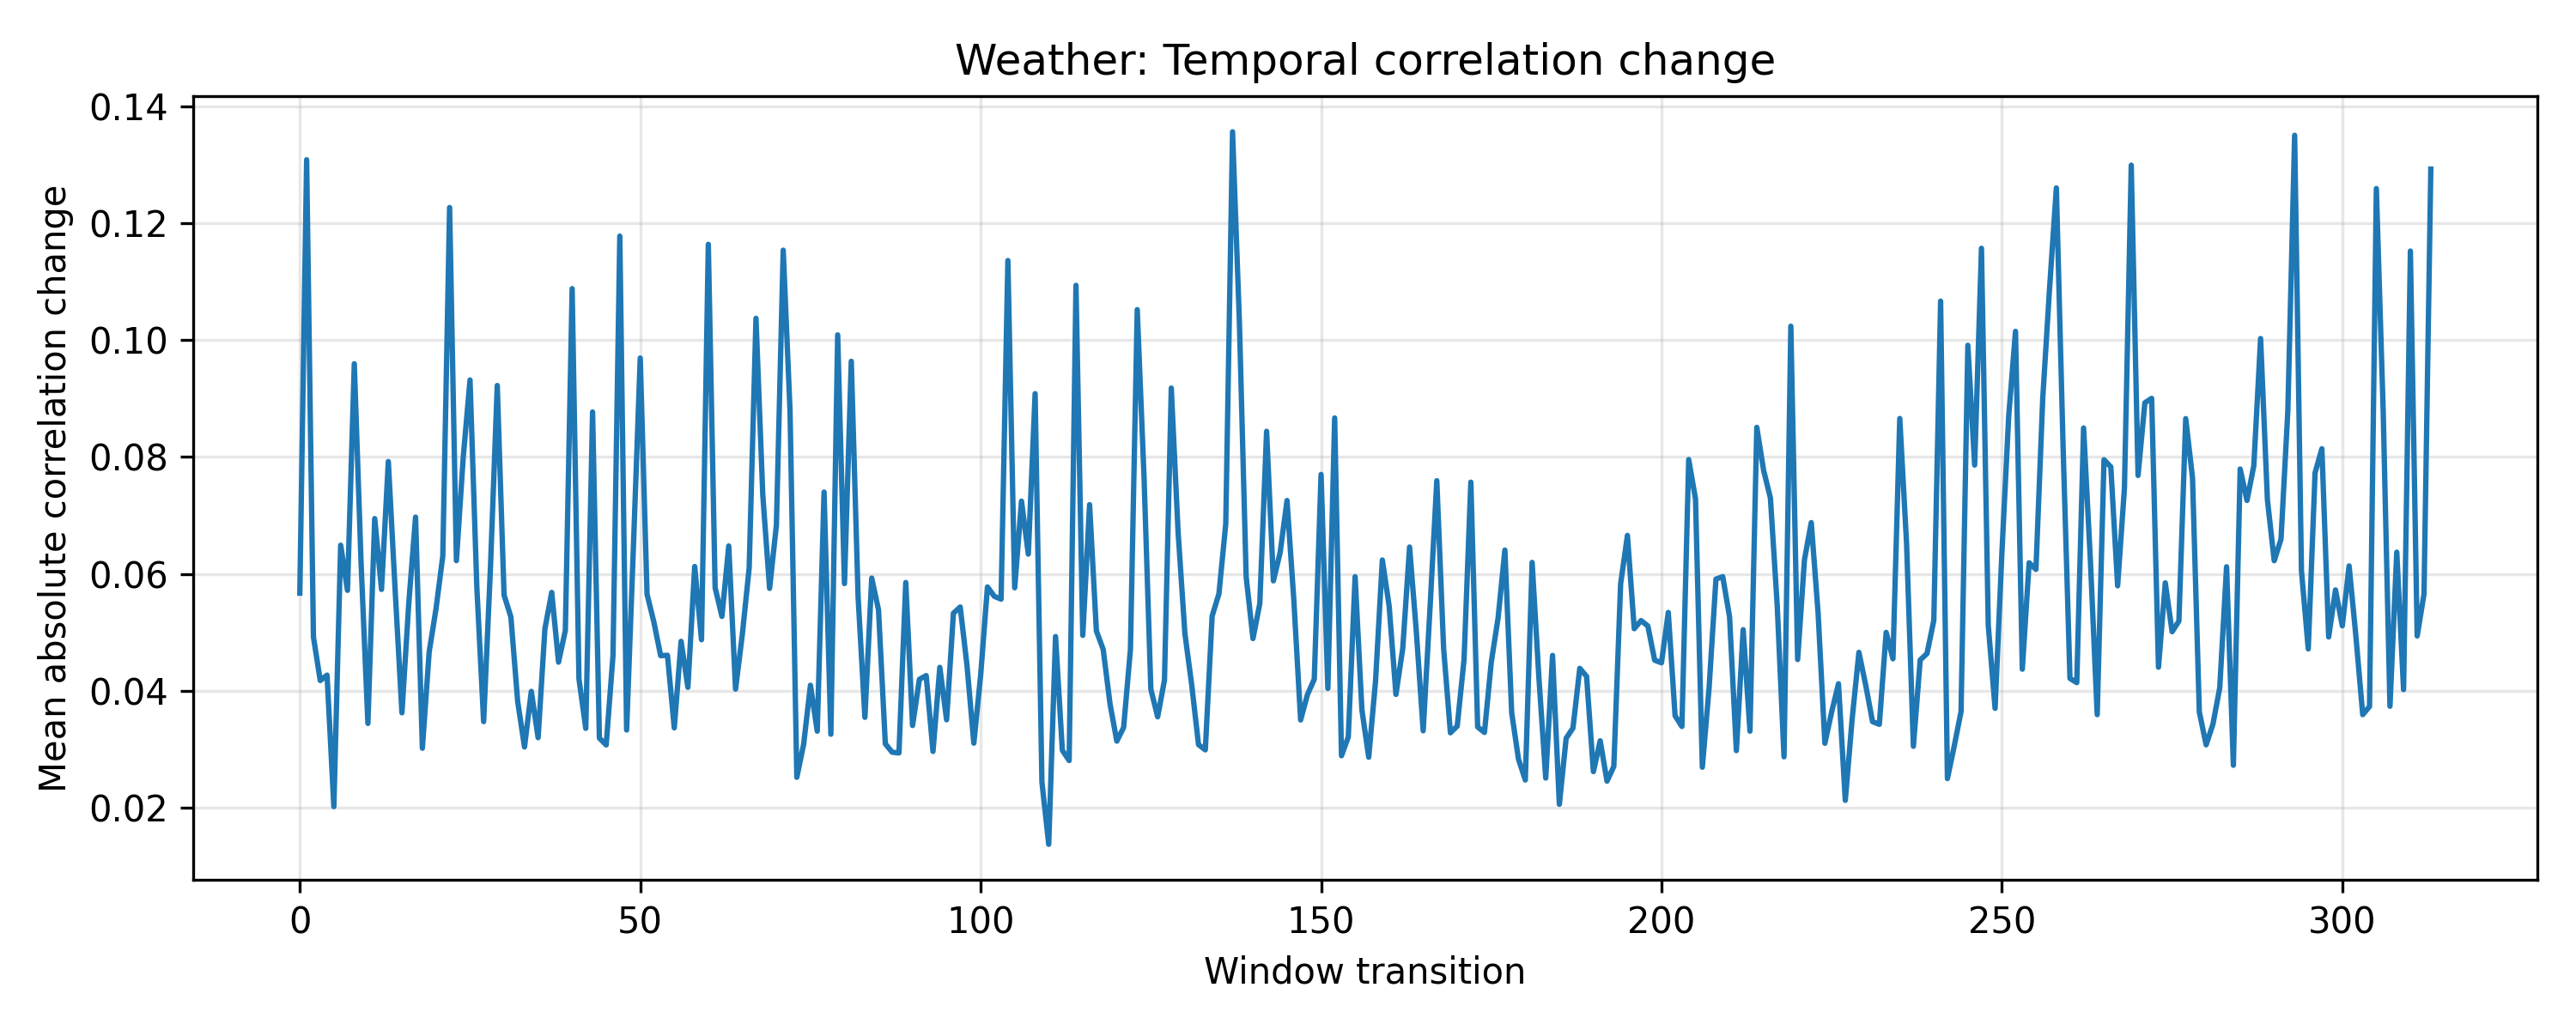 Weather: Temporal correlation change
Mean absolute correlation change
0.14
0.12
0.10
0.08
0.06
0.04
0.02
0 50 100 150 200 250 300
Window transition